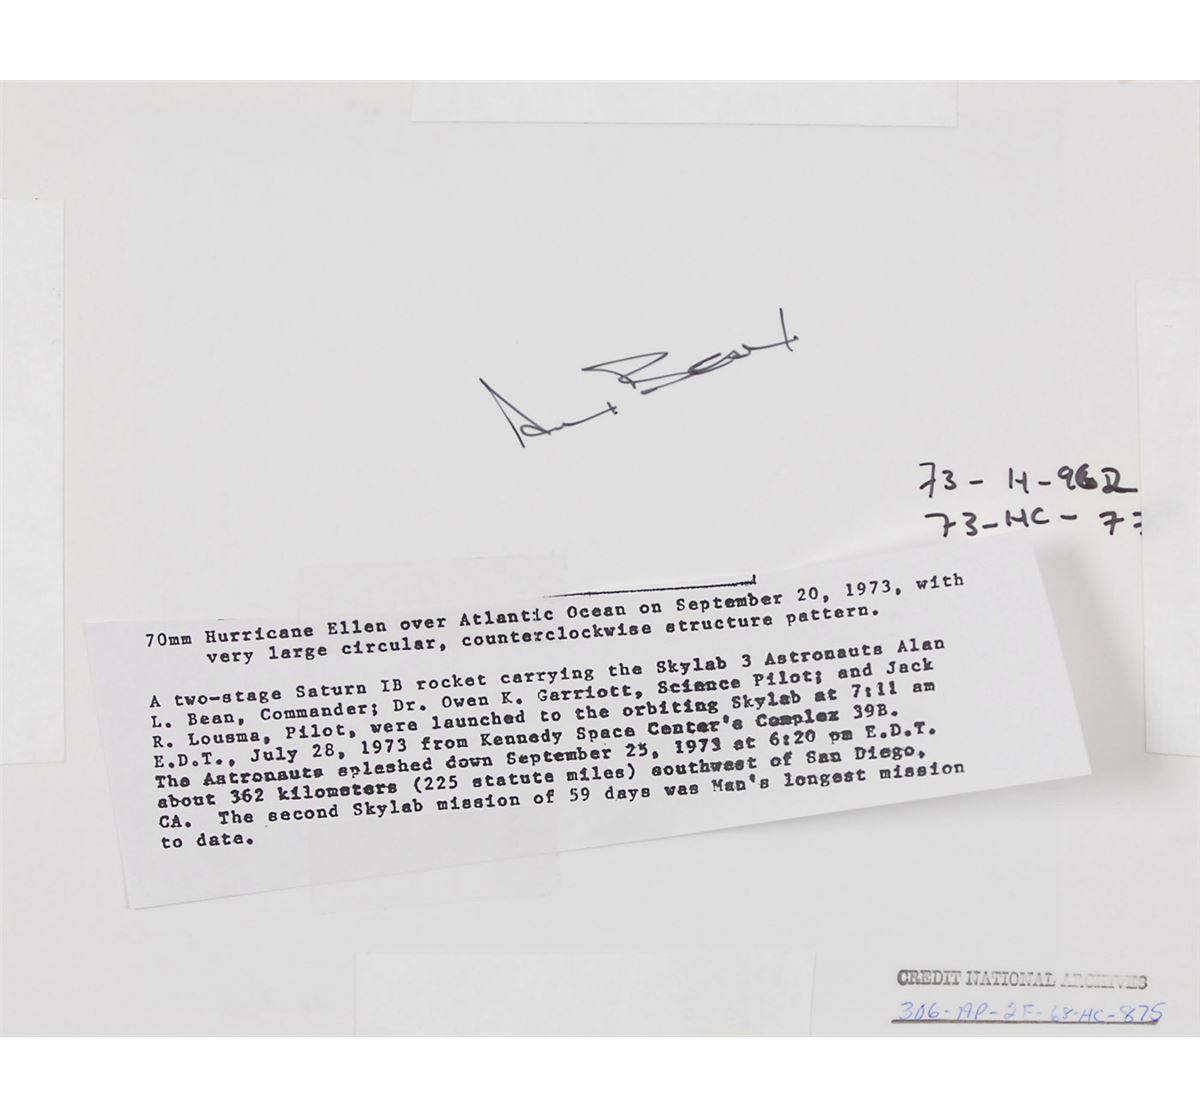 Alan Bean
73-H-962
73-HC-77
70mm Hurricane Ellen over Atlantic Ocean on September 20, 1973, with
very large circular, counterclockwise structure pattern.
A two-stage Saturn IB rocket carrying the Skylab 3 Astronauts Alan
L. Bean, Commander; Dr. Owen K. Garriott, Science Pilot; and Jack
R. Lousma, Pilot, were launched to the orbiting Skylab at 7:11 am
E.D.T., July 28, 1973 from Kennedy Space Center's Complex 39B.
The Astronauts splashed down September 25, 1973 at 6:20 pm E.D.T.
about 362 kilometers (225 statute miles) southwest of San Diego,
CA. The second Skylab mission of 59 days was Man's longest mission
to date.
CREDIT NATIONAL ARCHIVES
306-AP-2F-68-HC-875